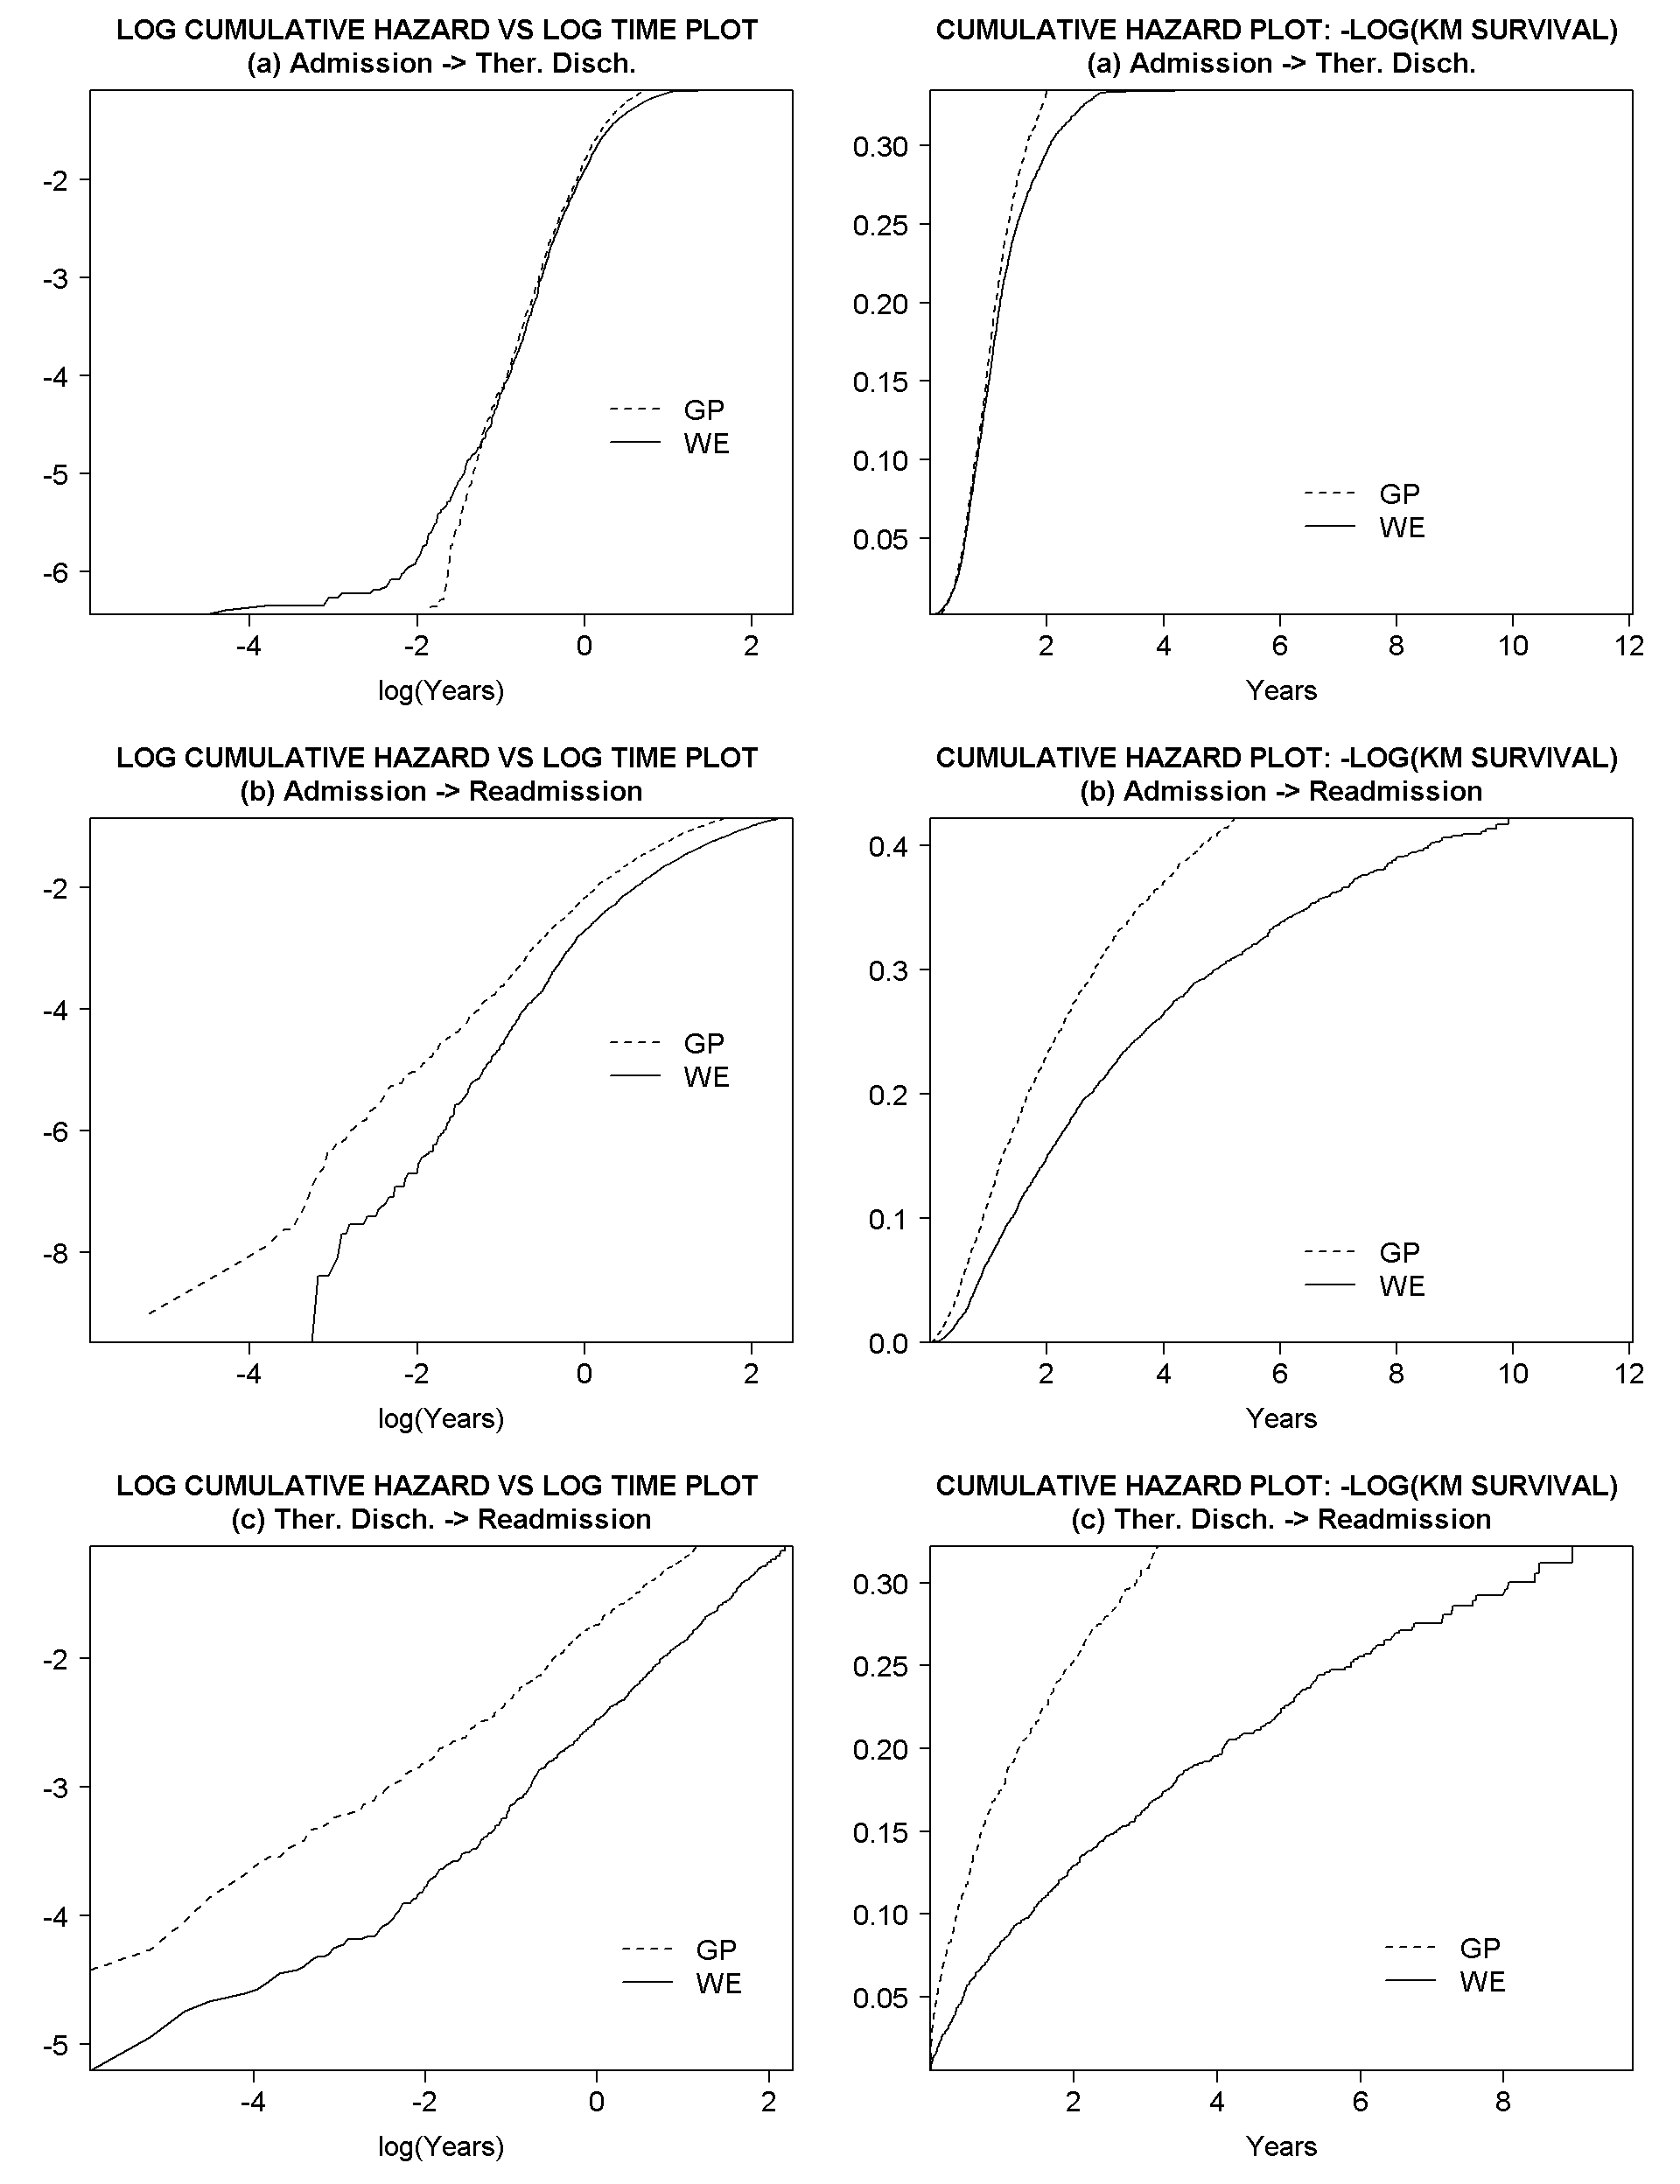 LOG CUMULATIVE HAZARD VS LOG TIME PLOT
(a) Admission -> Ther. Disch.
-2
-3
-4
-5
-6
GP
WE
-4 -2 0 2
log(Years)
CUMULATIVE HAZARD PLOT: -LOG(KM SURVIVAL)
(a) Admission -> Ther. Disch.
0.30
0.25
0.20
0.15
0.10
0.05
GP
WE
2 4 6 8 10 12
Years
LOG CUMULATIVE HAZARD VS LOG TIME PLOT
(b) Admission -> Readmission
-2
-4
-6
-8
GP
WE
-4 -2 0 2
log(Years)
CUMULATIVE HAZARD PLOT: -LOG(KM SURVIVAL)
(b) Admission -> Readmission
0.4
0.3
0.2
0.1
0.0
GP
WE
2 4 6 8 10 12
Years
LOG CUMULATIVE HAZARD VS LOG TIME PLOT
(c) Ther. Disch. -> Readmission
-2
-3
-4
-5
GP
WE
-4 -2 0 2
log(Years)
CUMULATIVE HAZARD PLOT: -LOG(KM SURVIVAL)
(c) Ther. Disch. -> Readmission
0.30
0.25
0.20
0.15
0.10
0.05
GP
WE
2 4 6 8
Years